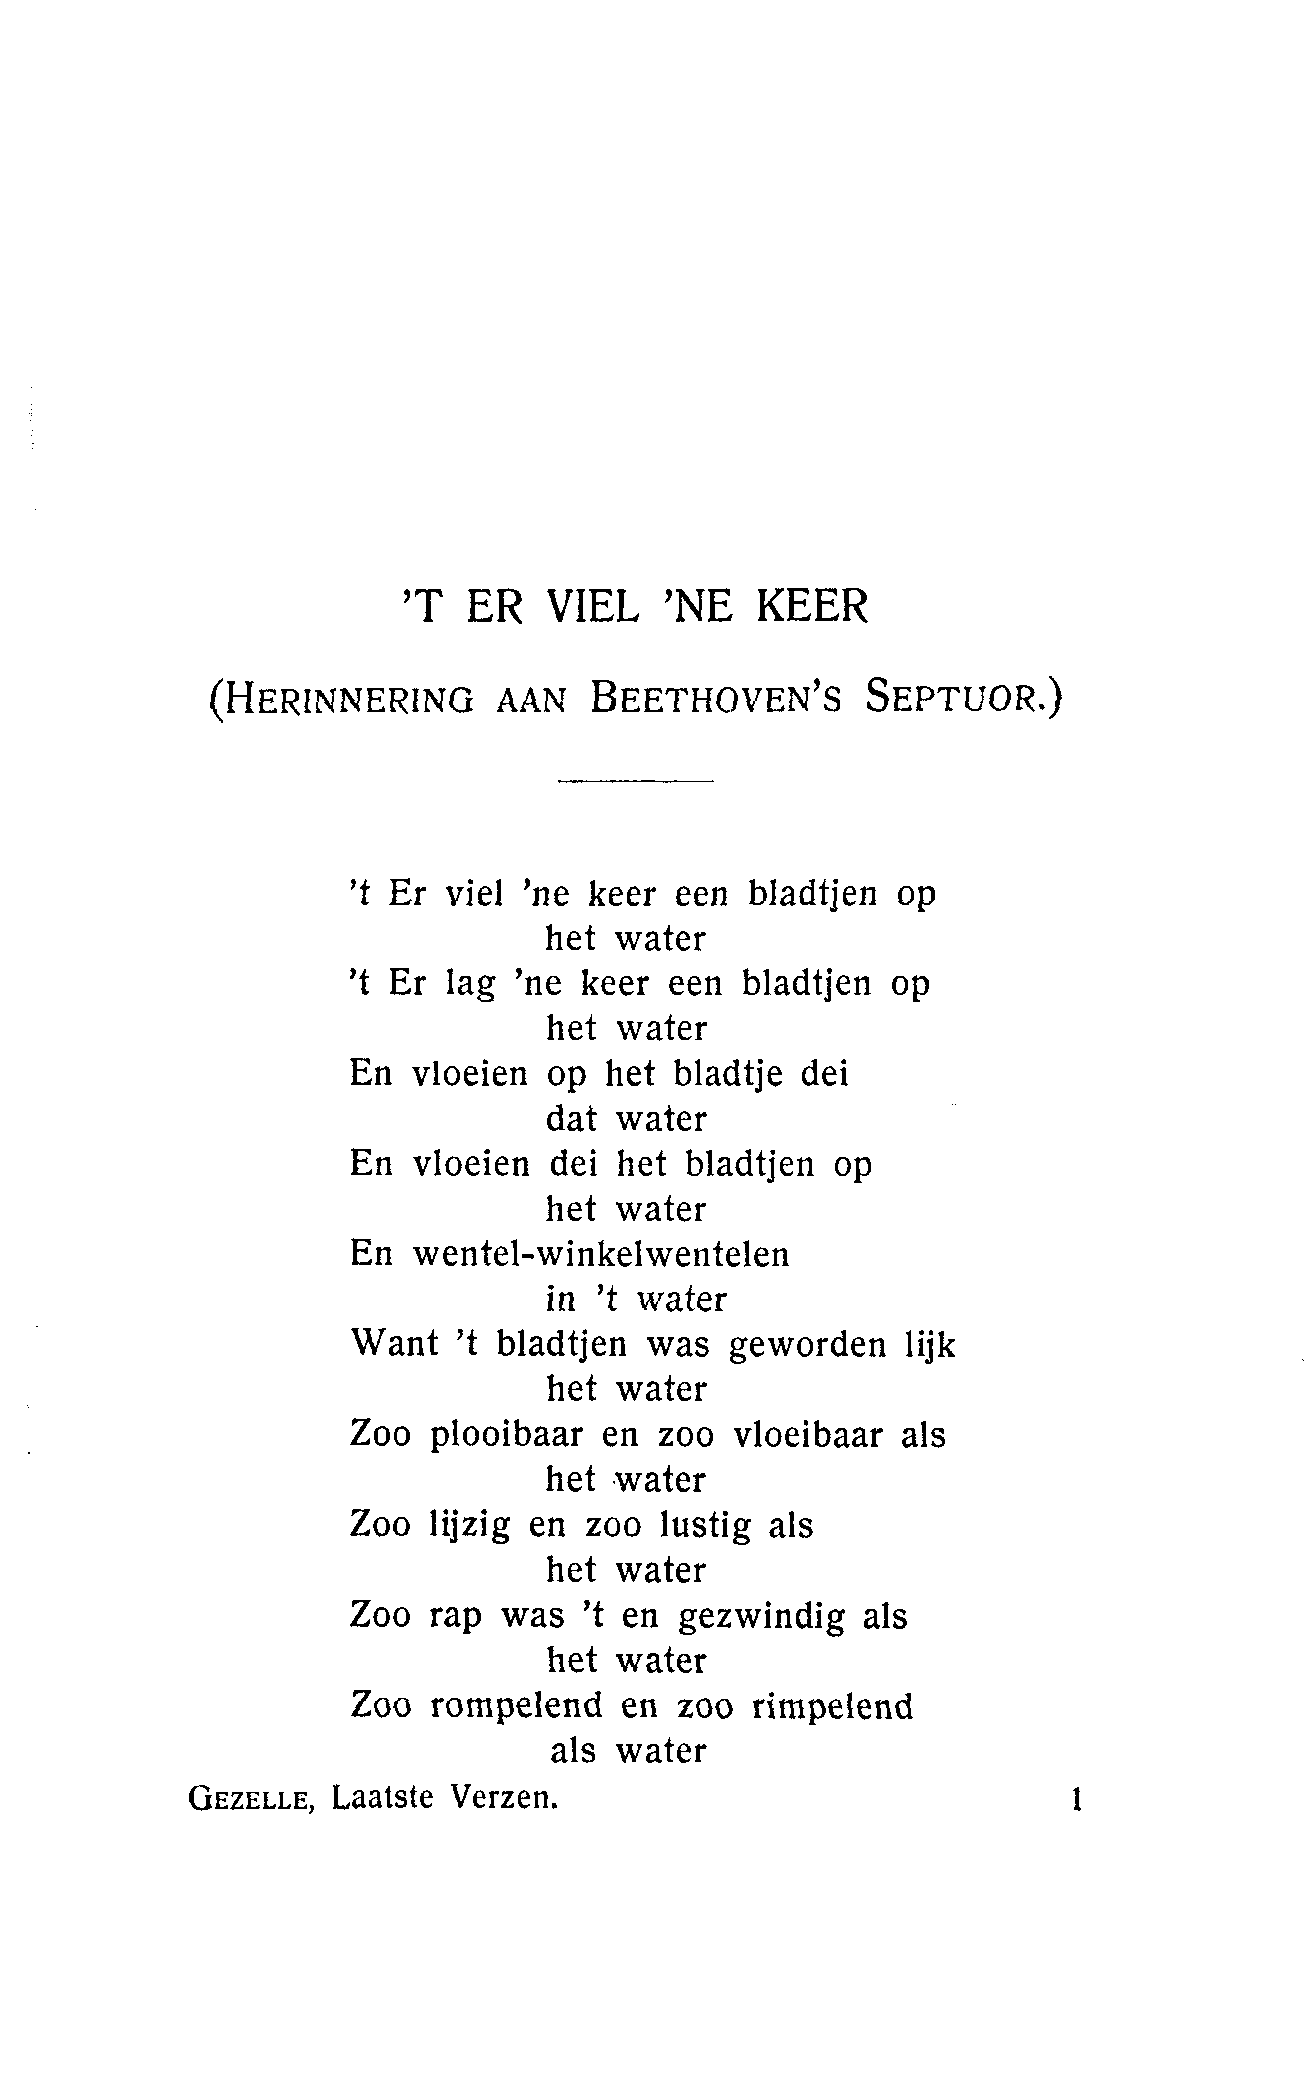 ’T ER VIEL ’NE KEER
(HERINNERING AAN BEETHOVEN’S SEPTUOR.)
’t Er viel ’ne keer een bladtjen op
het water
’t Er lag ’ne keer een bladtjen op
het water
En vloeien op het bladtje dei
dat water
En vloeien dei het bladtjen op
het water
En wentel-winkelwentelen
in ’t water
Want ’t bladtjen was geworden lijk
het water
Zoo plooibaar en zoo vloeibaar als
het water
Zoo lijzig en zoo lustig als
het water
Zoo rap was ’t en gezwindig als
het water
Zoo rompelend en zoo rimpelend
als water
GEZELLE, Laatste Verzen. 1